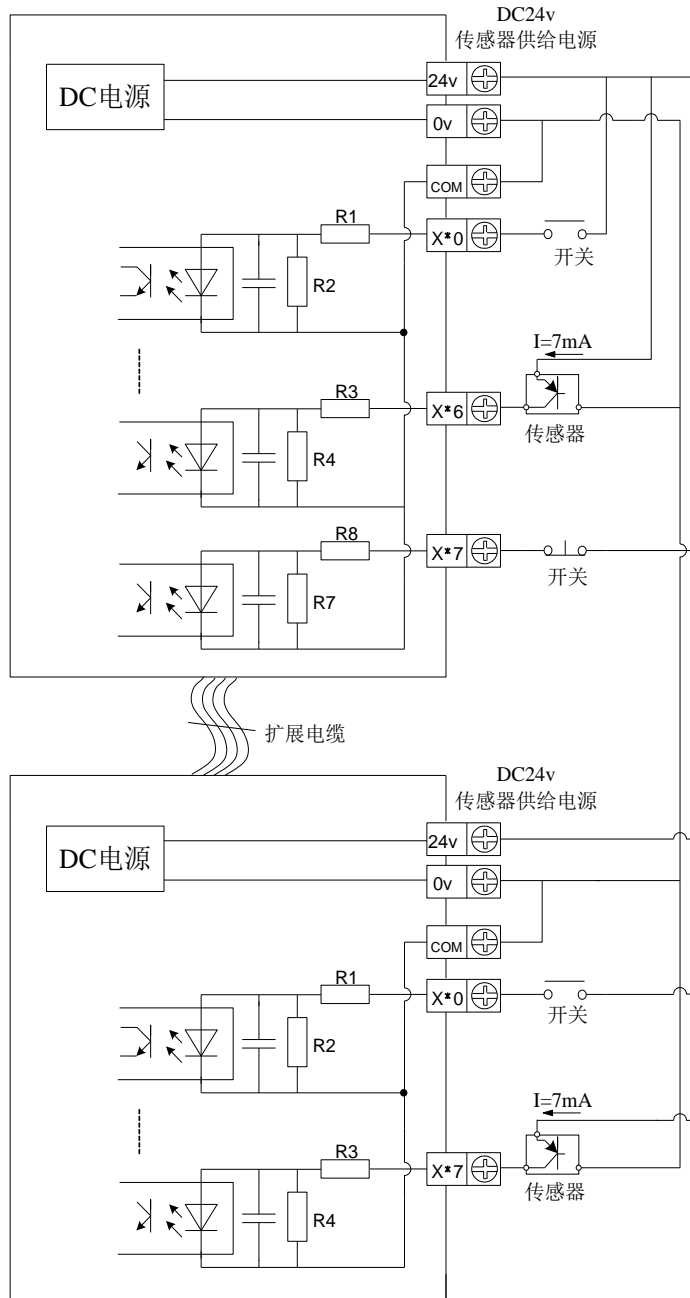 DC24v
传感器供给电源
DC电源
24v
0v
COM
R1
X*0
R2
开关
I=7mA
R3
X*6
R4
传感器
R8
X*7
R7
开关
扩展电缆
DC24v
传感器供给电源
DC电源
24v
0v
COM
R1
X*0
R2
开关
I=7mA
R3
X*7
R4
传感器